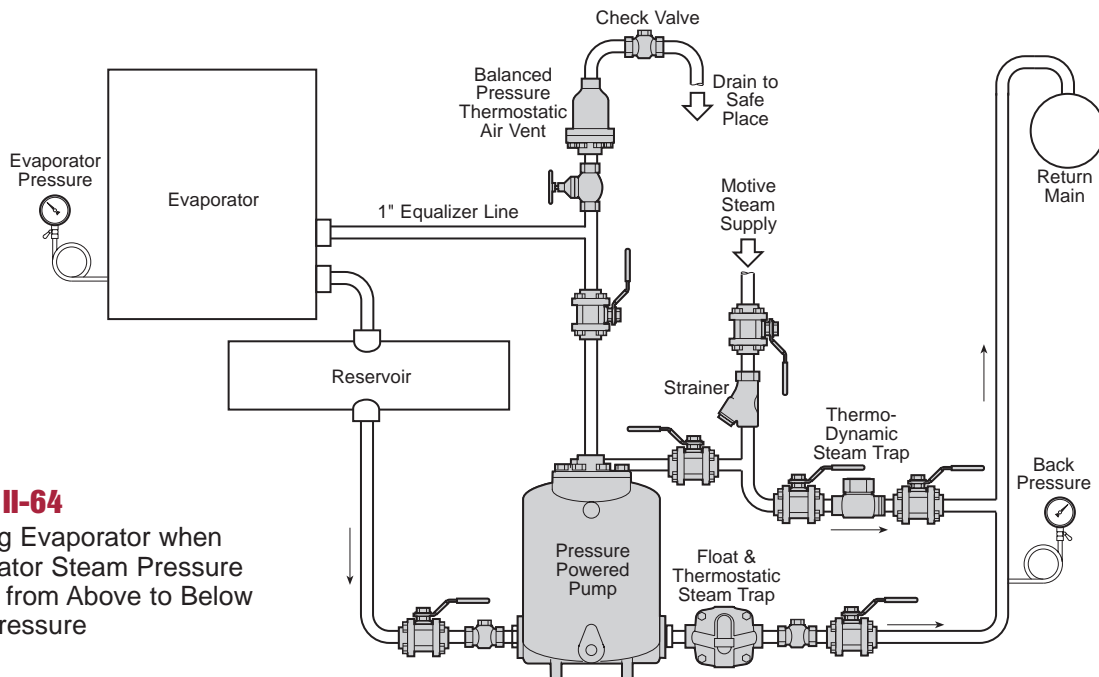 Check Valve
Balanced
Pressure
Thermostatic
Air Vent
Drain to
Safe
Place
Evaporator
Pressure
Evaporator
1" Equalizer Line
Motive
Steam
Supply
Return
Main
Reservoir
Strainer
Thermo-
Dynamic
Steam Trap
Back
Pressure
II-64
g Evaporator when
ator Steam Pressure
from Above to Below
ressure
Pressure
Powered
Pump
Float &
Thermostatic
Steam Trap